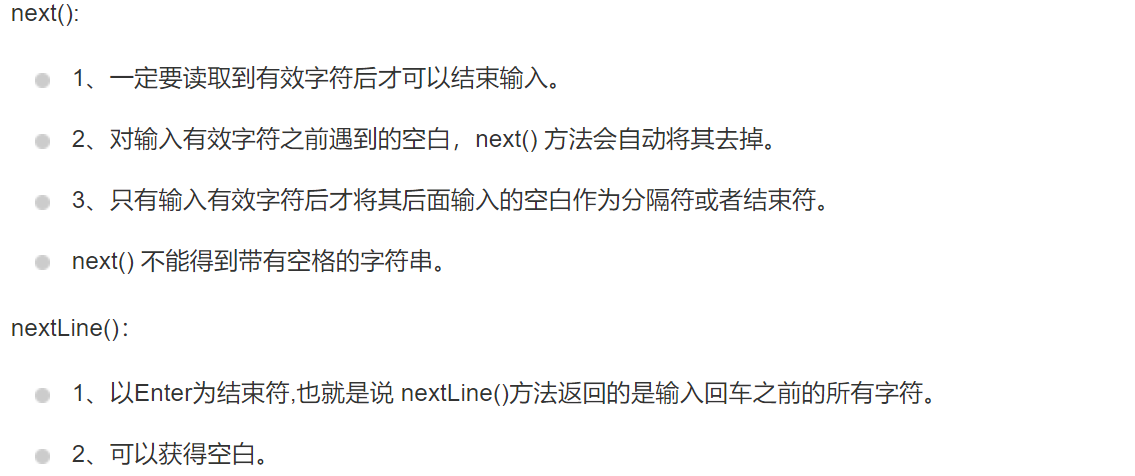 next():
1、一定要读取到有效字符后才可以结束输入。
2、对输入有效字符之前遇到的空白，next() 方法会自动将其去掉。
3、只有输入有效字符后才将其后面输入的空白作为分隔符或者结束符。
next() 不能得到带有空格的字符串。
nextLine()：
1、以Enter为结束符,也就是说 nextLine()方法返回的是输入回车之前的所有字符。
2、可以获得空白。